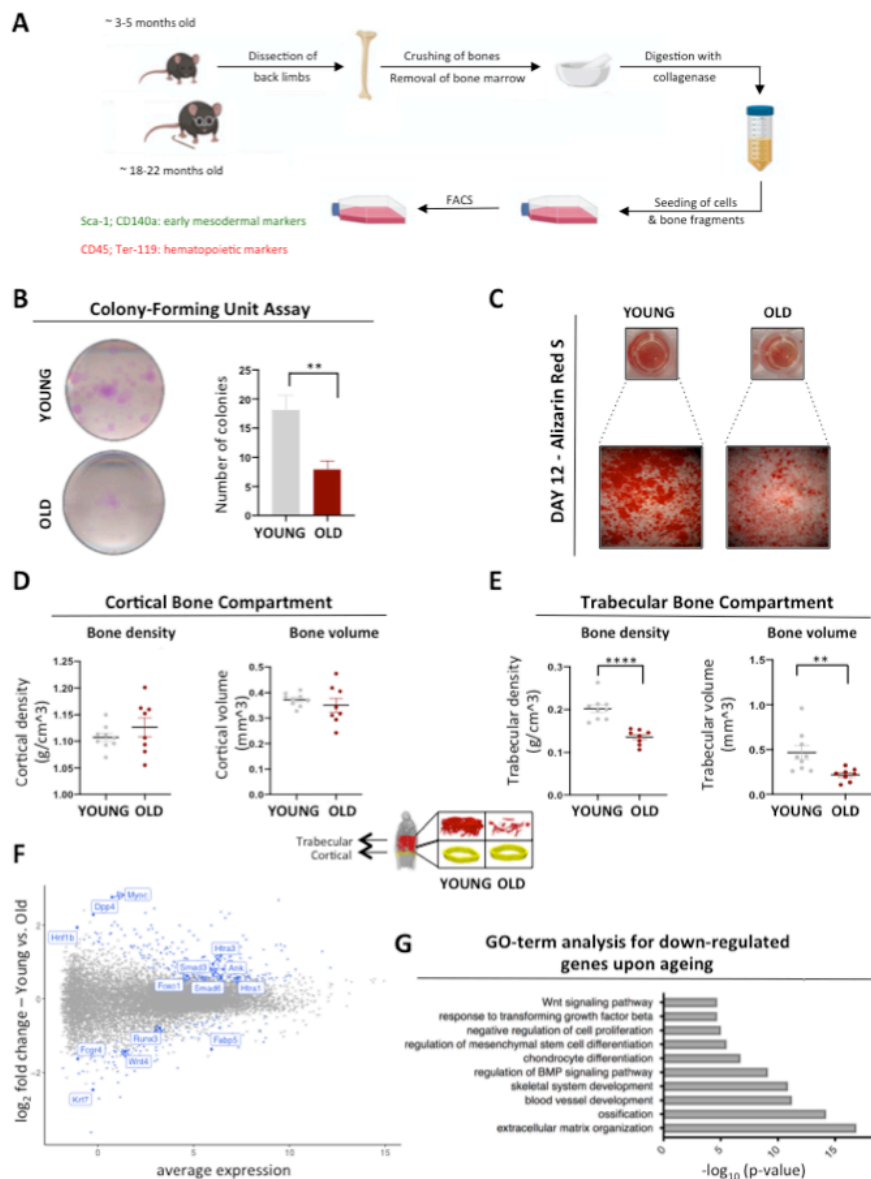 A
~ 3-5 months old
Dissection of
back limbs
Crushing of bones
Removal of bone marrow
Digestion with
collagenase
~ 18-22 months old
FACS
Seeding of cells
& bone fragments
Sca-1; CD140a: early mesodermal markers
CD45; Ter-119: hematopoietic markers
B
Colony-Forming Unit Assay
YOUNG
OLD
Number of colonies
25
20
15
10
5
0
**
YOUNG OLD
C
YOUNG OLD
DAY 12 - Alizarin Red S
D
Cortical Bone Compartment
Bone density
Cortical density
(g/cm^3)
1.25
1.20
1.15
1.10
1.05
1.00
YOUNG OLD
Bone volume
Cortical volume
(mm^3)
0.5
0.4
0.3
0.2
0.1
0.0
YOUNG OLD
E
Trabecular Bone Compartment
Bone density
Trabecular density
(g/cm^3)
0.4
0.3
0.2
0.1
0.0
****
YOUNG OLD
Bone volume
Trabecular volume
(mm^3)
1.5
1.0
0.5
0.0
**
YOUNG OLD
Trabecular
Cortical
YOUNG OLD
F
log2 fold change – Young vs. Old
2
0
-2
Myoc
Dpp4
Hnf1b
Htra3
Smad3
Ank
Foxo1
Smad6
Htra1
Runx3
Fabp5
Fggr4
Wnt4
Krt7
0 5 10 15
average expression
G
GO-term analysis for down-regulated
genes upon ageing
Wnt signaling pathway
response to transforming growth factor beta
negative regulation of cell proliferation
regulation of mesenchymal stem cell differentiation
chondrocyte differentiation
regulation of BMP signaling pathway
skeletal system development
blood vessel development
ossification
extracellular matrix organization
0 5 10 15
-log10 (p-value)